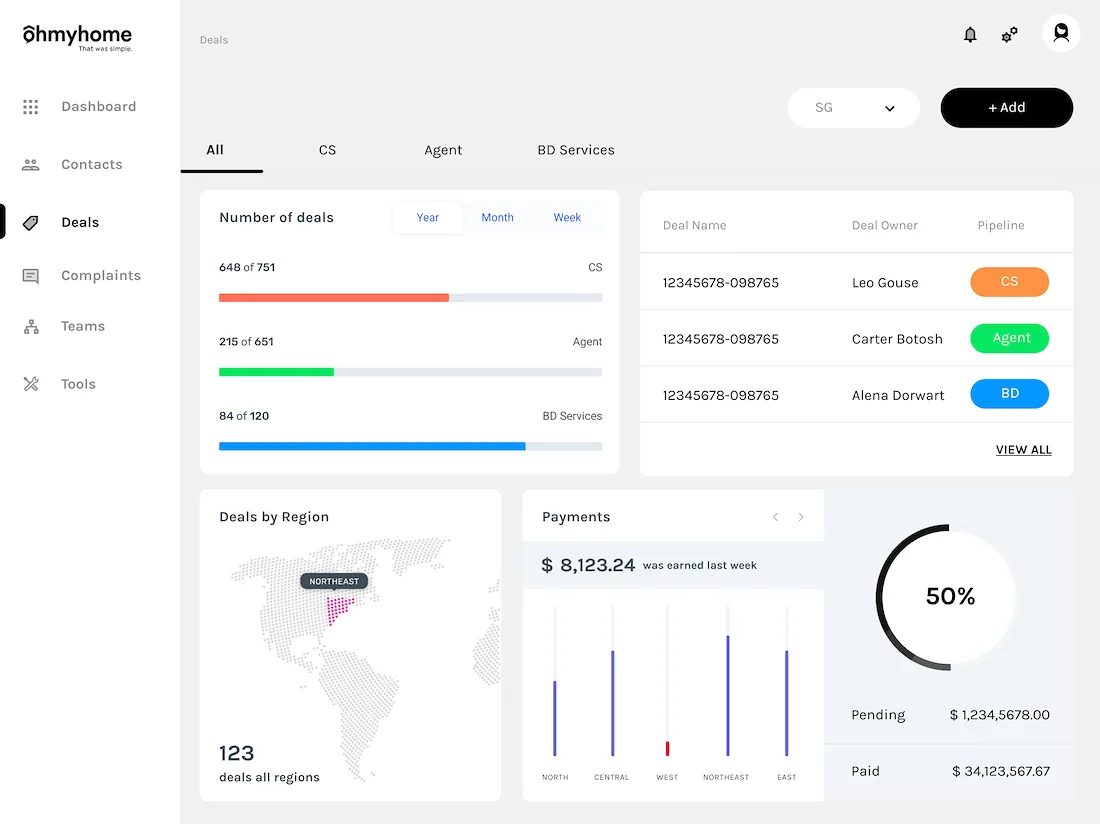 ohmyhome
That was simple.
Deals
Dashboard
Contacts
Deals
Complaints
Teams
Tools
SG
+ Add
All CS Agent BD Services
Number of deals
Year Month Week
648 of 751 CS
215 of 651 Agent
84 of 120 BD Services
Deal Name Deal Owner Pipeline
12345678-098765 Leo Gouse CS
12345678-098765 Carter Botosh Agent
12345678-098765 Alena Dorwart BD
VIEW ALL
Deals by Region
NORTHEAST
123
deals all regions
Payments
$ 8,123.24 was earned last week
NORTH CENTRAL WEST NORTHEAST EAST
50%
Pending $ 1,234,5678.00
Paid $ 34,123,567.67